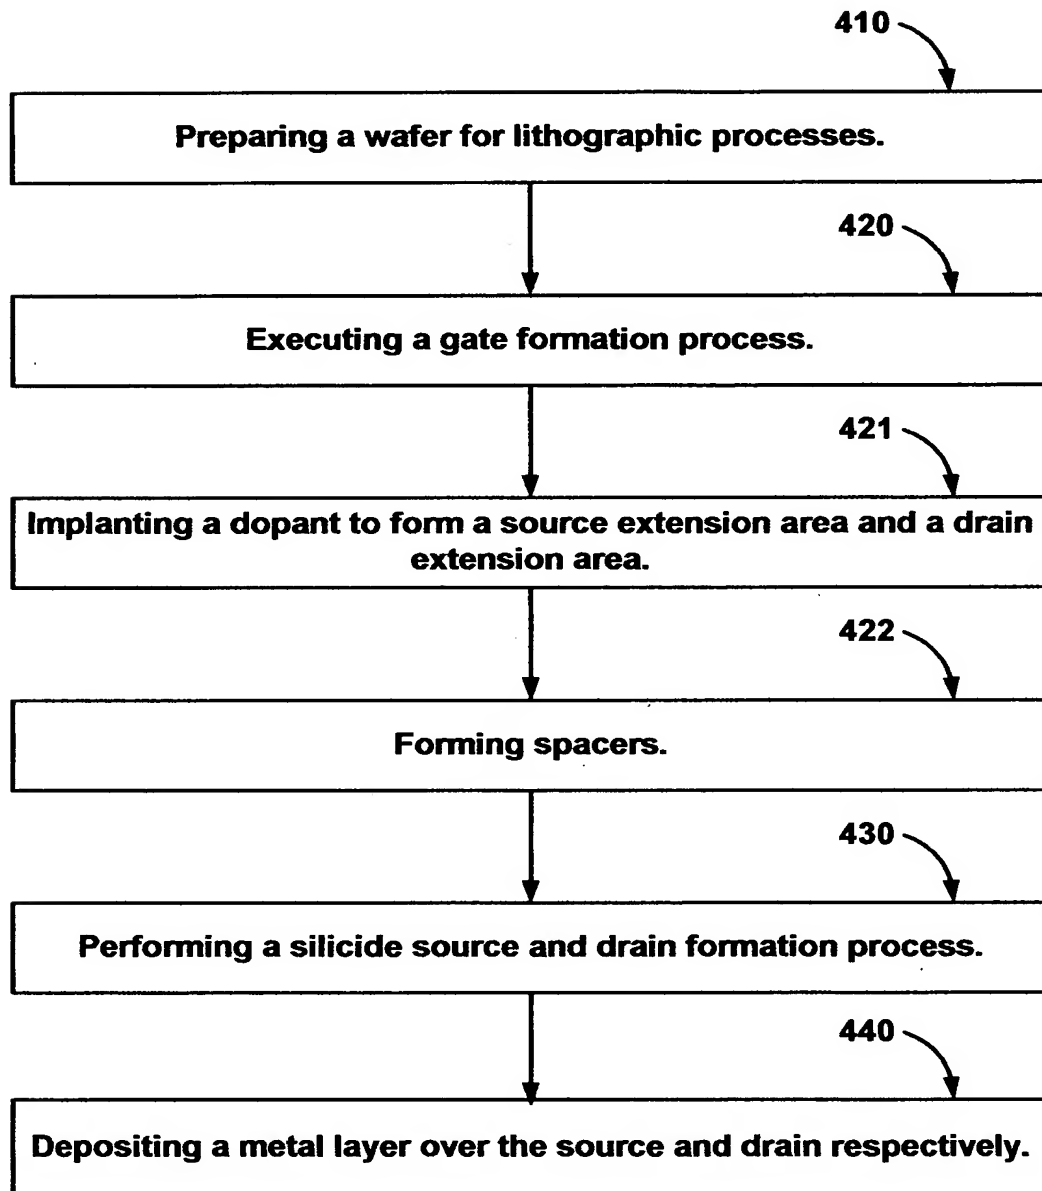 410
Preparing a wafer for lithographic processes.
420
Executing a gate formation process.
421
Implanting a dopant to form a source extension area and a drain
extension area.
422
Forming spacers.
430
Performing a silicide source and drain formation process.
440
Depositing a metal layer over the source and drain respectively.